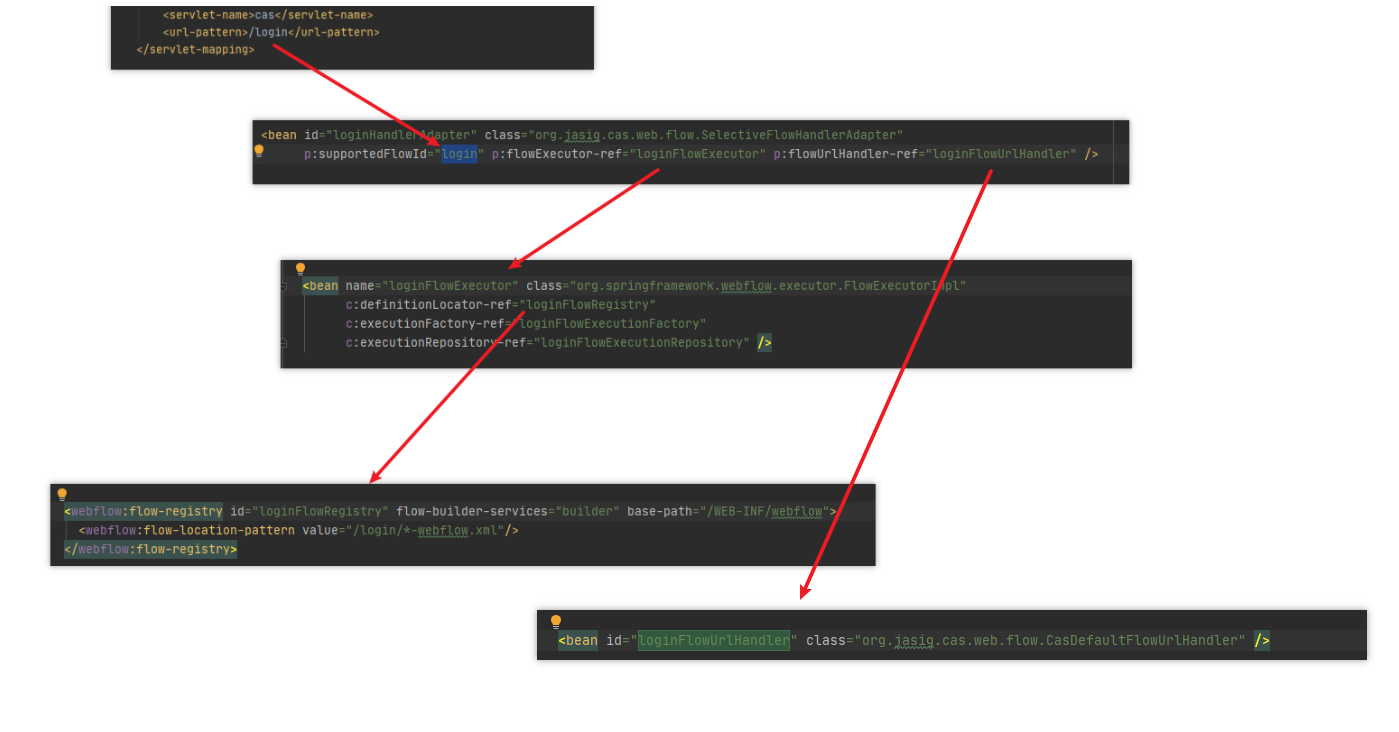 <servlet-name>cas</servlet-name>
<url-pattern>/login</url-pattern>
</servlet-mapping>
<bean id="loginHandlerAdapter" class="org.jasig.cas.web.flow.SelectiveFlowHandlerAdapter"
p:supportedFlowId="login" p:flowExecutor-ref="loginFlowExecutor" p:flowUrlHandler-ref="loginFlowUrlHandler" />
<bean name="loginFlowExecutor" class="org.springframework.webflow.executor.FlowExecutorImpl"
c:definitionLocator-ref="loginFlowRegistry"
c:executionFactory-ref="loginFlowExecutionFactory"
c:executionRepository-ref="loginFlowExecutionRepository" />
<webflow:flow-registry id="loginFlowRegistry" flow-builder-services="builder" base-path="/WEB-INF/webflow">
<webflow:flow-location-pattern value="/login/*-webflow.xml"/>
</webflow:flow-registry>
<bean id="loginFlowUrlHandler" class="org.jasig.cas.web.flow.CasDefaultFlowUrlHandler" />